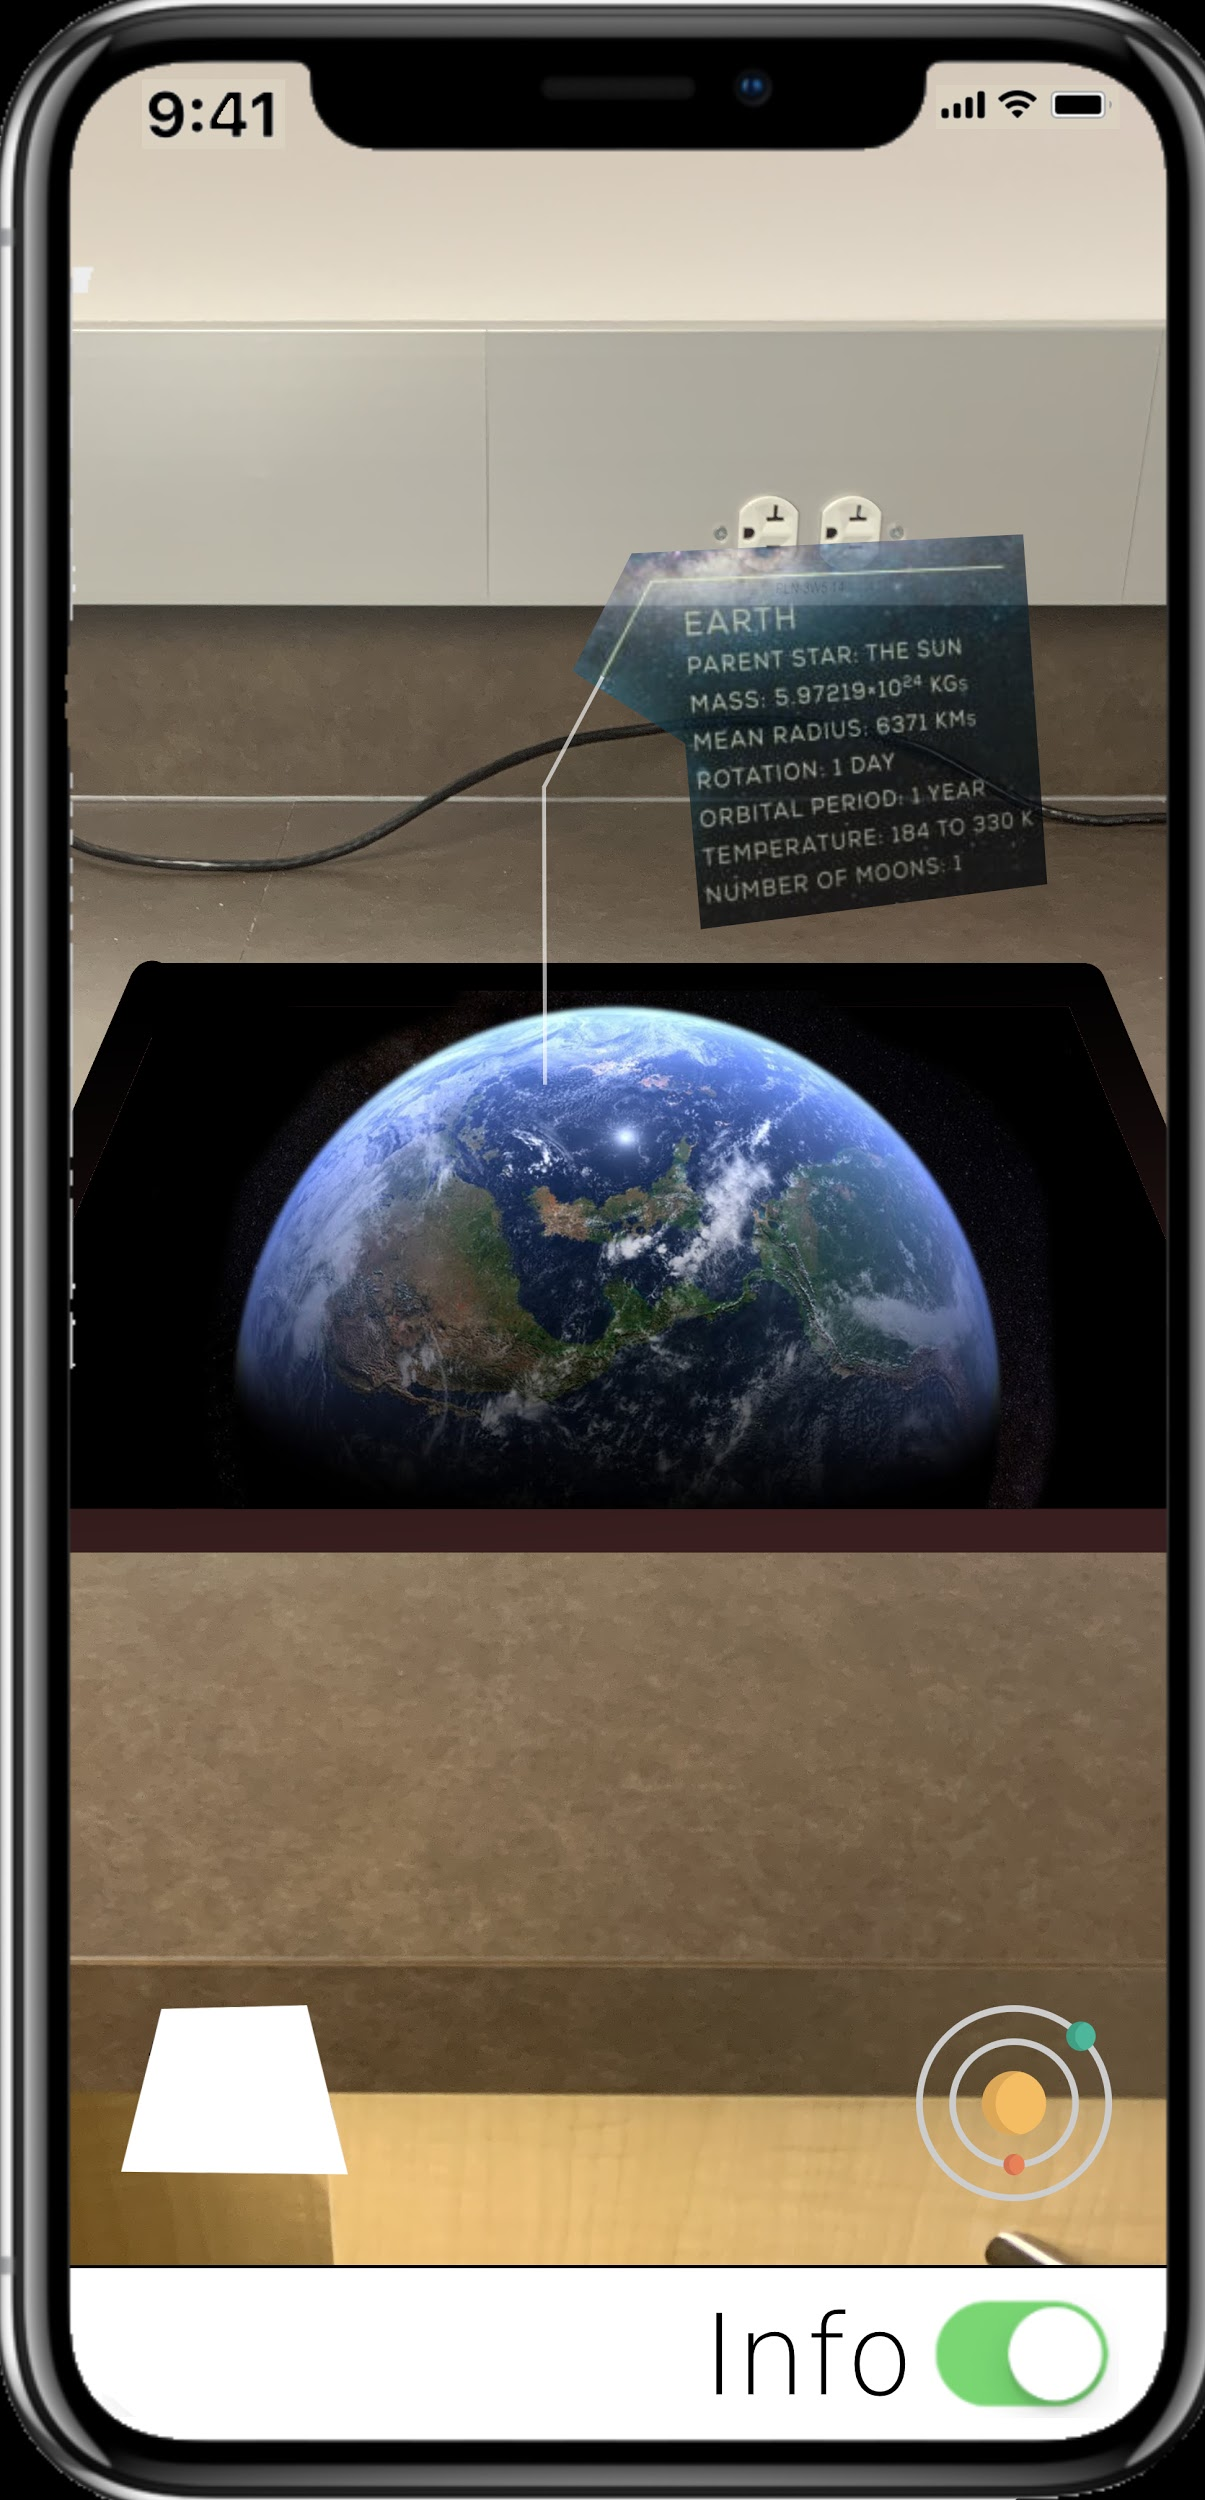 9:41
EARTH
PARENT STAR: THE SUN
MASS: 5.97219*10²⁴ KGs
MEAN RADIUS: 6371 KMs
ROTATION: 1 DAY
ORBITAL PERIOD: 1 YEAR
TEMPERATURE: 184 TO 330 K
NUMBER OF MOONS: 1
Info